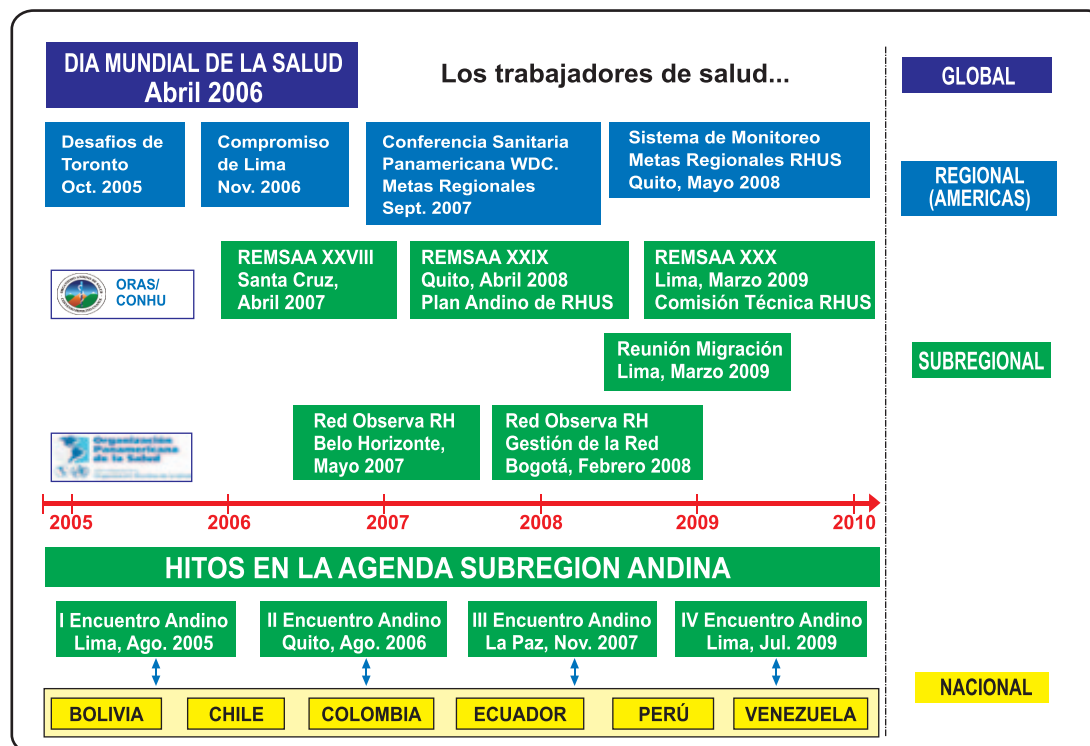 DIA MUNDIAL DE LA SALUD
Abril 2006
Los trabajadores de salud...
GLOBAL
Desafios de
Toronto
Oct. 2005
Compromiso
de Lima
Nov. 2006
Conferencia Sanitaria
Panamericana WDC.
Metas Regionales
Sept. 2007
Sistema de Monitoreo
Metas Regionales RHUS
Quito, Mayo 2008
REGIONAL
(AMERICAS)
ORAS/
CONHU
REMSAA XXVIII
Santa Cruz,
Abril 2007
REMSAA XXIX
Quito, Abril 2008
Plan Andino de RHUS
REMSAA XXX
Lima, Marzo 2009
Comisión Técnica RHUS
Reunión Migración
Lima, Marzo 2009
SUBREGIONAL
Organización
Panamericana
de la Salud
Red Observa RH
Belo Horizonte,
Mayo 2007
Red Observa RH
Gestión de la Red
Bogotá, Febrero 2008
2005 2006 2007 2008 2009 2010
HITOS EN LA AGENDA SUBREGION ANDINA
I Encuentro Andino
Lima, Ago. 2005
II Encuentro Andino
Quito, Ago. 2006
III Encuentro Andino
La Paz, Nov. 2007
IV Encuentro Andino
Lima, Jul. 2009
NACIONAL
BOLIVIA CHILE COLOMBIA ECUADOR PERÚ VENEZUELA